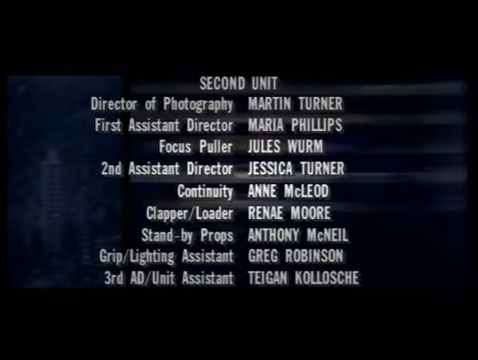 SECOND UNIT
Director of Photography MARTIN TURNER
First Assistant Director MARIA PHILLIPS
Focus Puller JULES WURM
2nd Assistant Director JESSICA TURNER
Continuity ANNE McLEOD
Clapper/Loader RENAE MOORE
Stand-by Props ANTHONY McNEIL
Grip/Lighting Assistant GREG ROBINSON
3rd AD/Unit Assistant TEIGAN KOLLOSCHE